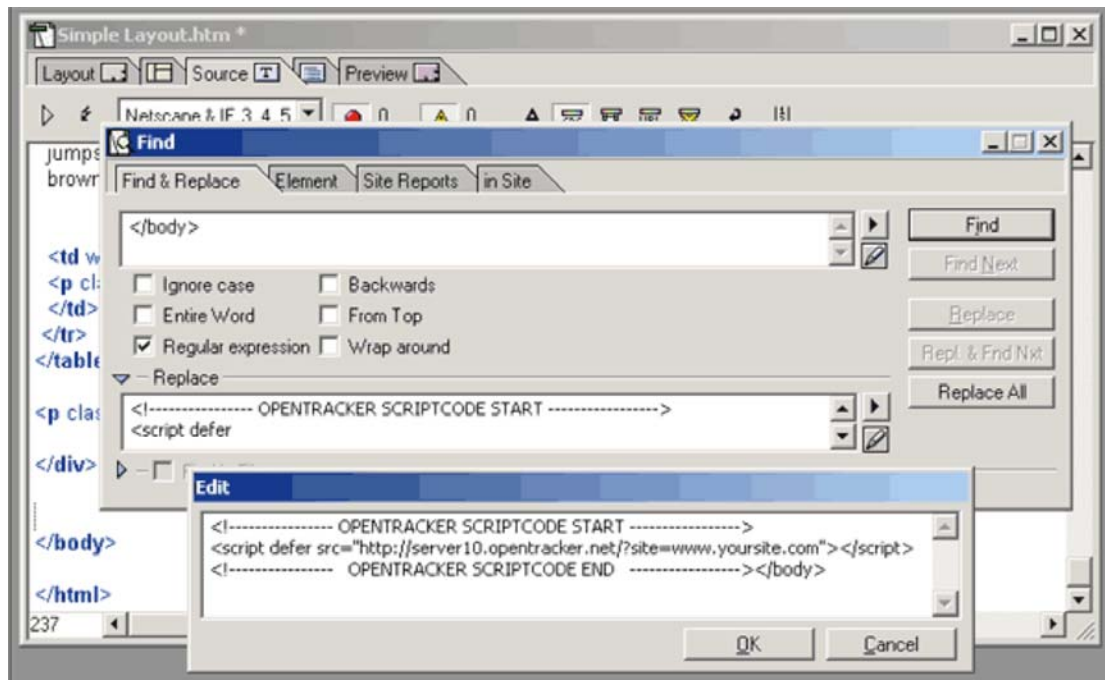 Simple Layout.htm *
Layout Source Preview
Netscape & IE 3 4 5 0 0
Find
jumps
brown
Find & Replace Element Site Reports in Site
</body>
Find
Find Next
<td w
<p cl
</td>
</tr>
</table
Ignore case Backwards
Entire Word From Top
Regular expression Wrap around
Replace
Repl. & Fnd Nxt
Replace All
Replace
<!---------------- OPENTRACKER SCRIPTCODE START ----------------->
<script defer
<p clas
</div>
Edit
<!---------------- OPENTRACKER SCRIPTCODE START ----------------->
<script defer src="http://server10.opentracker.net/?site=www.yoursite.com"></script>
<!---------------- OPENTRACKER SCRIPTCODE END -----------------></body>
</body>
</html>
237
OK Cancel